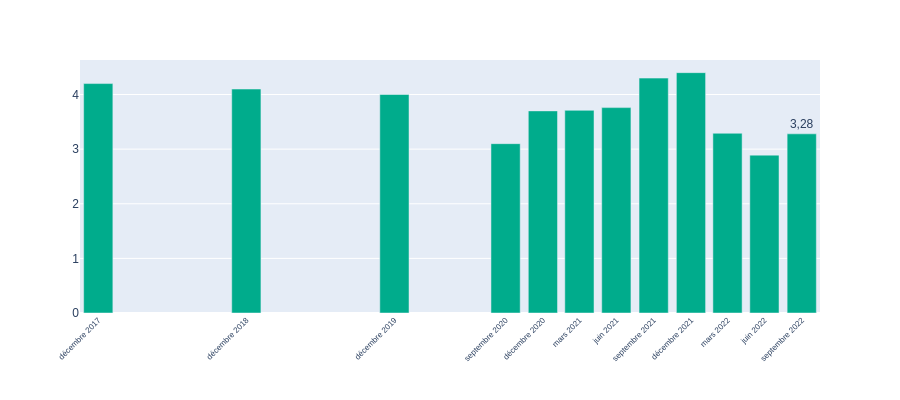 4
3
2
1
0
3,28
décembre 2017
décembre 2018
décembre 2019
septembre 2020
décembre 2020
mars 2021
juin 2021
septembre 2021
décembre 2021
mars 2022
juin 2022
septembre 2022